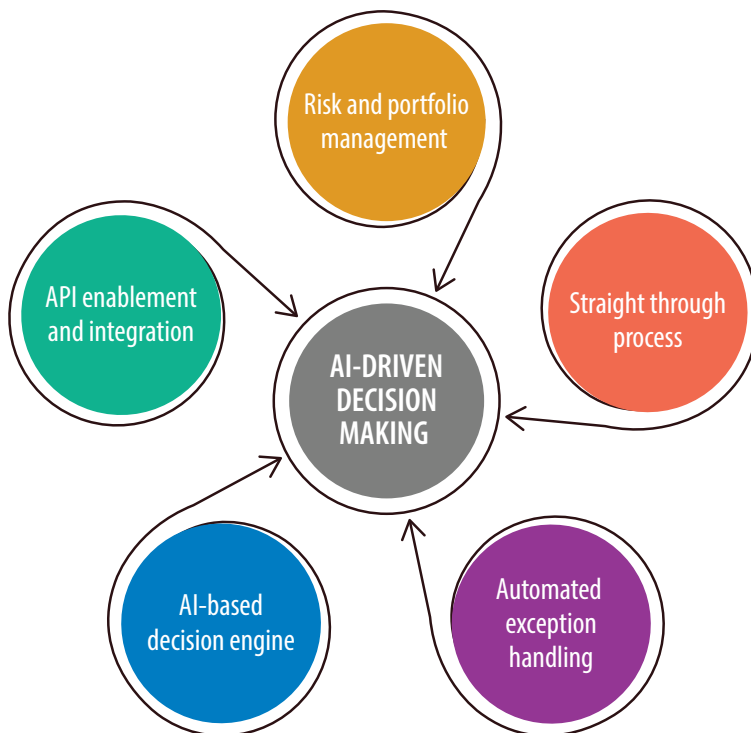 Risk and portfolio
management
API enablement
and integration
Straight through
process
AI-DRIVEN
DECISION
MAKING
AI-based
decision engine
Automated
exception
handling